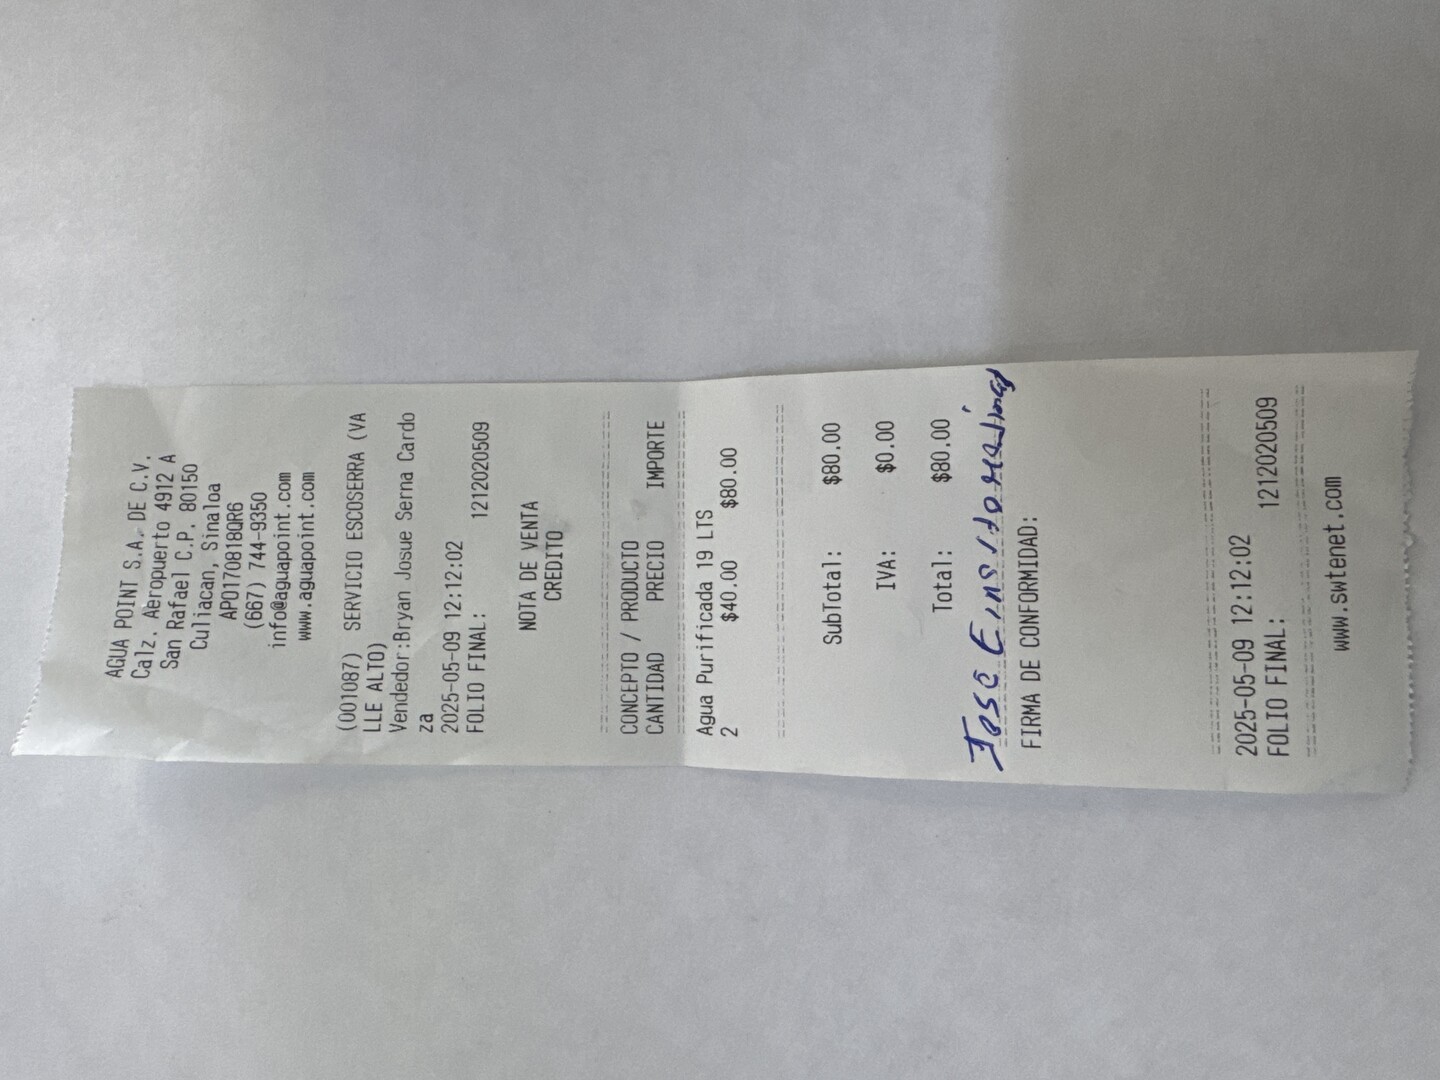 AGUA POINT S.A. DE C.V.
Calz. Aeropuerto 4912 A
San Rafael C.P. 80150
Culiacan, Sinaloa
APO170818QR6
(667) 744-9350
info@aguapoint.com
www.aguapoint.com
(001087) SERVICIO ESCOSERRA (VA
LLE ALTO)
Vendedor:Bryan Josue Serna Cardo
za
2025-05-09 12:12:02
FOLIO FINAL: 1212020509
NOTA DE VENTA
CREDITO
CONCEPTO / PRODUCTO
CANTIDAD PRECIO IMPORTE
Agua Purificada 19 LTS
2 $40.00 $80.00
SubTotal: $80.00
IVA: $0.00
Total: $80.00
Jose
FIRMA DE CONFORMIDAD:
2025-05-09 12:12:02
FOLIO FINAL: 1212020509
www.swtenet.com